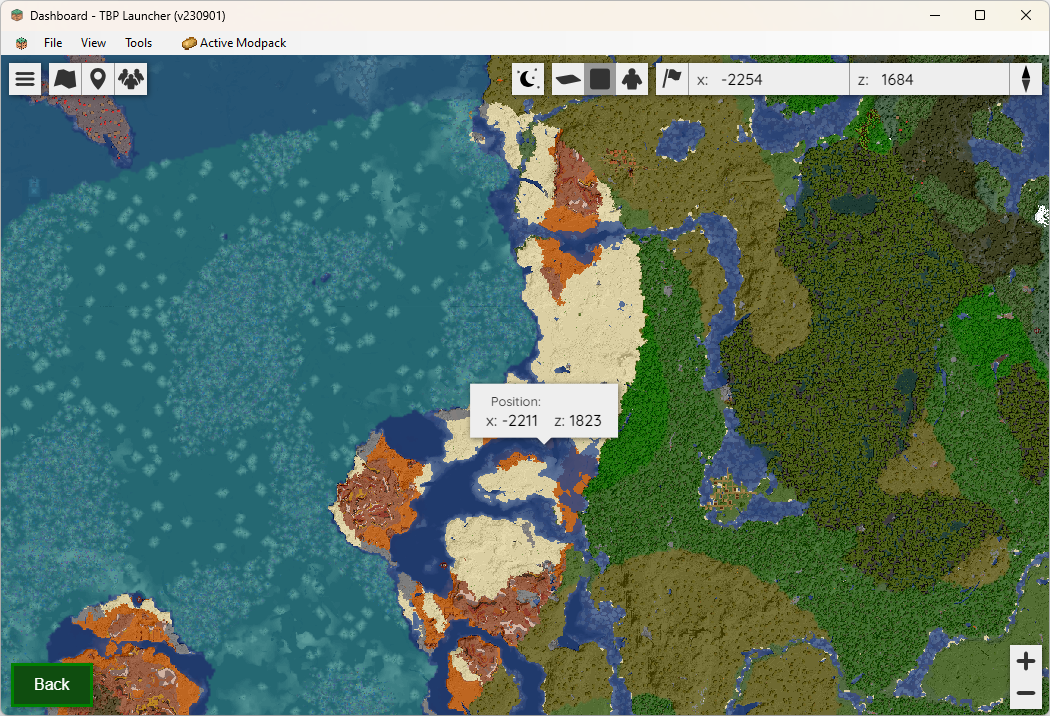 Dashboard - TBP Launcher (v230901)
File View Tools Active Modpack
x: -2254 z: 1684
Position:
x: -2211 z: 1823
Back